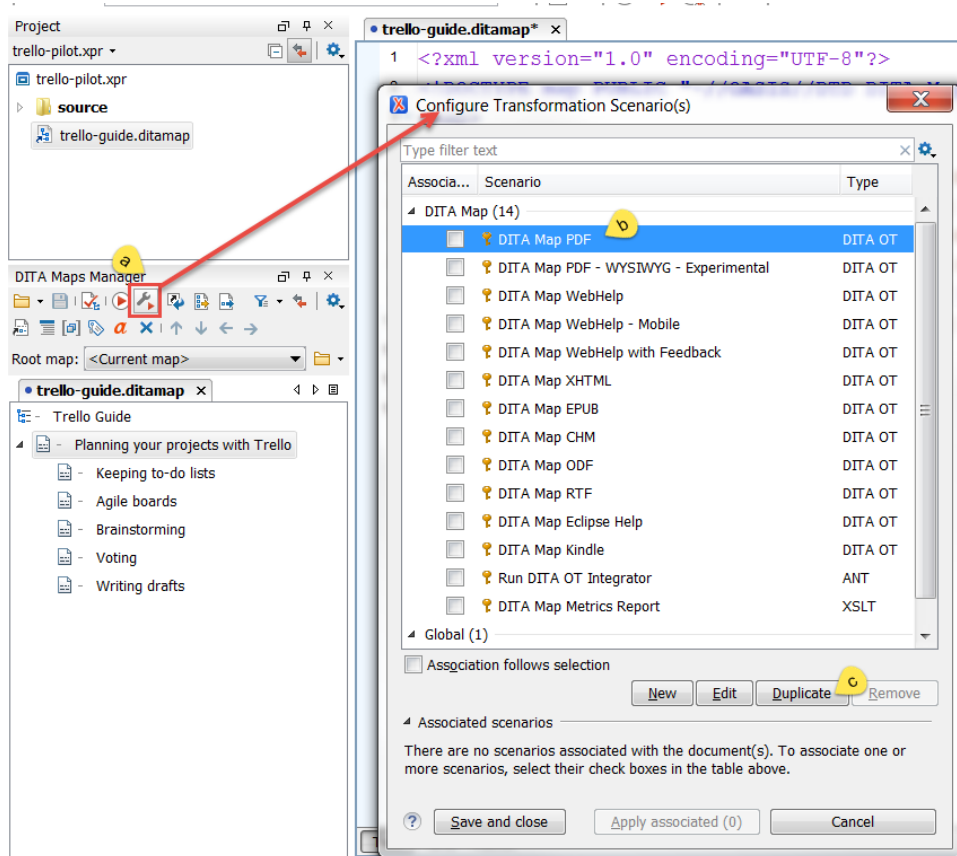 Project
trello-pilot.xpr
trello-pilot.xpr
source
trello-guide.ditamap
a
DITA Maps Manager
Root map: <Current map>
trello-guide.ditamap
Trello Guide
- Planning your projects with Trello
- Keeping to-do lists
- Agile boards
- Brainstorming
- Voting
- Writing drafts
trello-guide.ditamap*
1 <?xml version="1.0" encoding="UTF-8"?>
Configure Transformation Scenario(s)
Type filter text
Associa... Scenario Type
DITA Map (14)
b
DITA Map PDF DITA OT
DITA Map PDF - WYSIWYG - Experimental DITA OT
DITA Map WebHelp DITA OT
DITA Map WebHelp - Mobile DITA OT
DITA Map WebHelp with Feedback DITA OT
DITA Map XHTML DITA OT
DITA Map EPUB DITA OT
DITA Map CHM DITA OT
DITA Map ODF DITA OT
DITA Map RTF DITA OT
DITA Map Eclipse Help DITA OT
DITA Map Kindle DITA OT
Run DITA OT Integrator ANT
DITA Map Metrics Report XSLT
Global (1)
Association follows selection
c
New Edit Duplicate Remove
Associated scenarios
There are no scenarios associated with the document(s). To associate one or
more scenarios, select their check boxes in the table above.
? Save and close Apply associated (0) Cancel